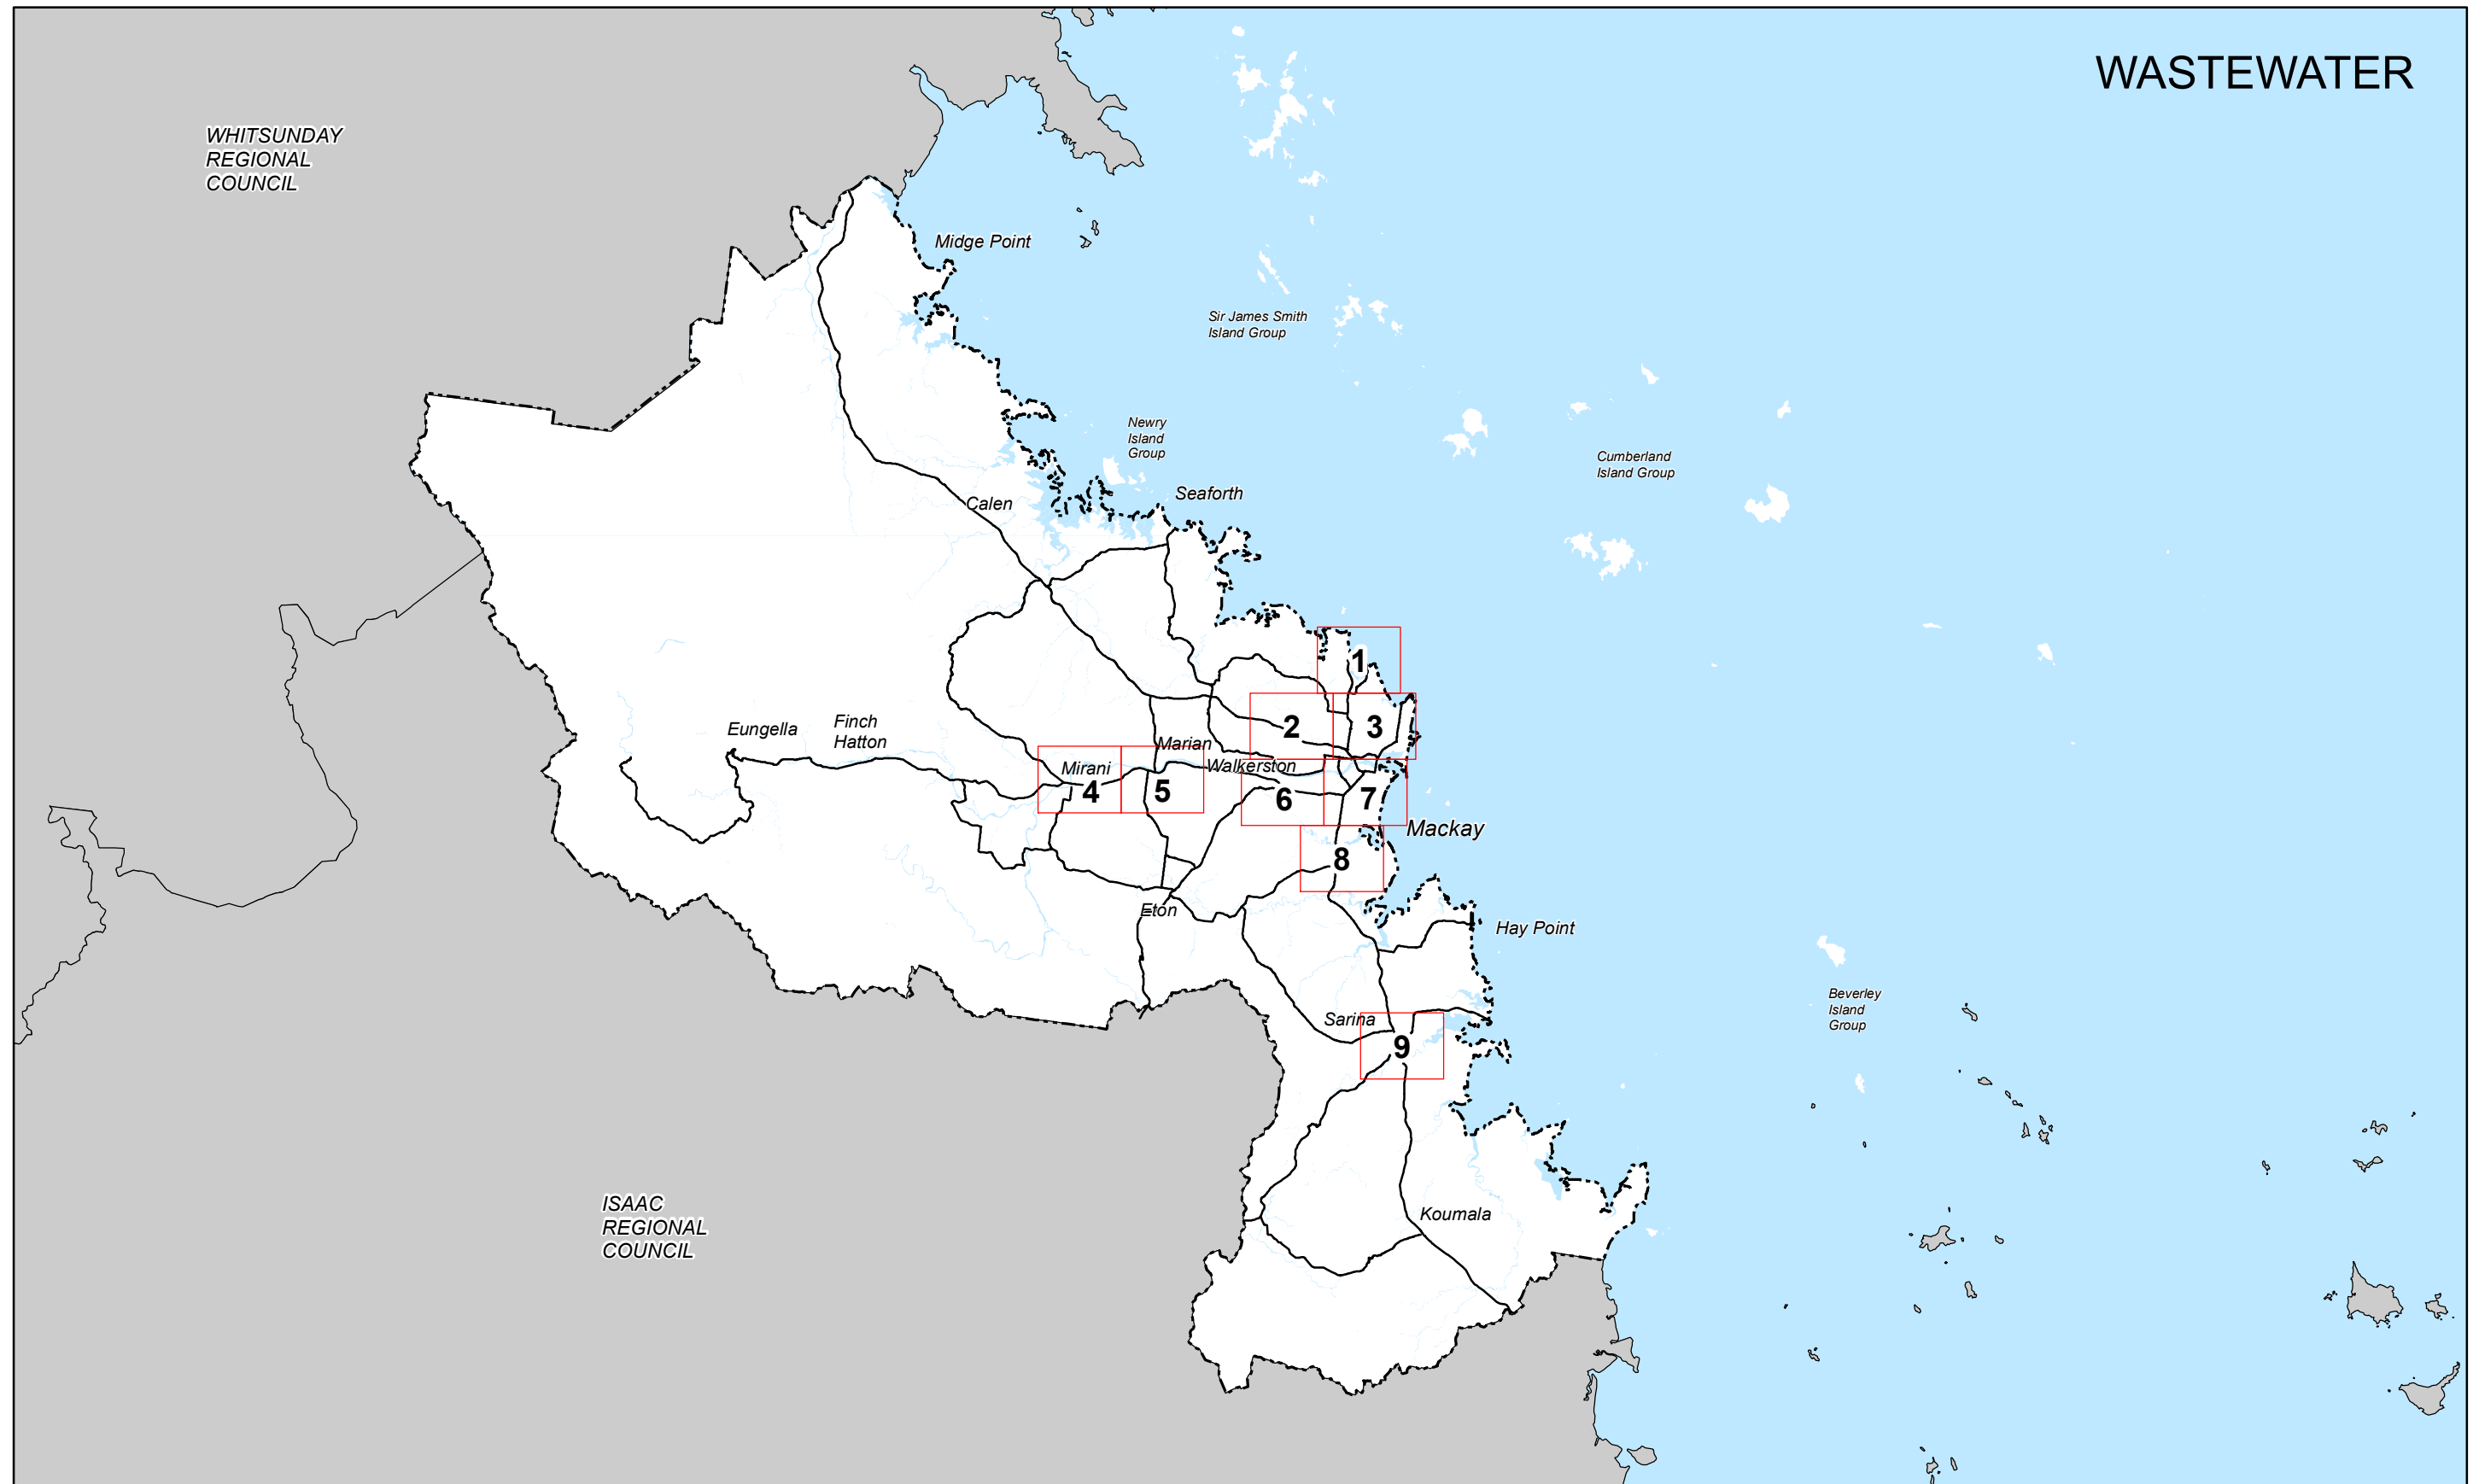 WASTEWATER
WHITSUNDAY
REGIONAL
COUNCIL
Midge Point
Sir James Smith
Island Group
Newry
Island
Group
Cumberland
Island Group
Seaforth
Calen
1
2
3
Eungella
Finch
Hatton
Marian
Mirani
Walkerston
4
5
6
7
Mackay
8
Eton
Hay Point
Beverley
Island
Group
Sarina
9
ISAAC
REGIONAL
COUNCIL
Koumala